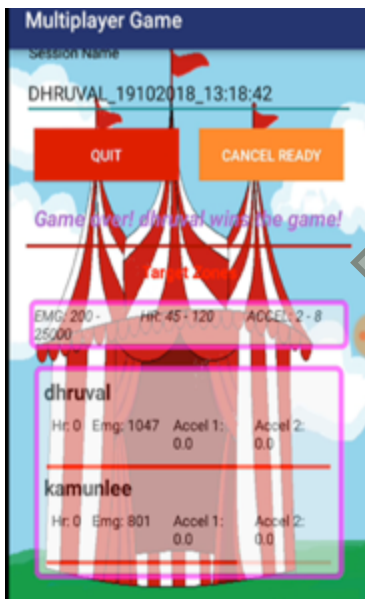 Multiplayer Game
Session Name
DHRUVAL_19102018_13:18:42
QUIT CANCEL READY
Game over! dhruval wins the game!
Target Zones
EMG: 200 - HR: 45 - 120 ACCEL: 2 - 8
25000
dhruval
Hr: 0 Emg: 1047 Accel 1: Accel 2:
0.0 0.0
kamunlee
Hr: 0 Emg: 801 Accel 1: Accel 2:
0.0 0.0